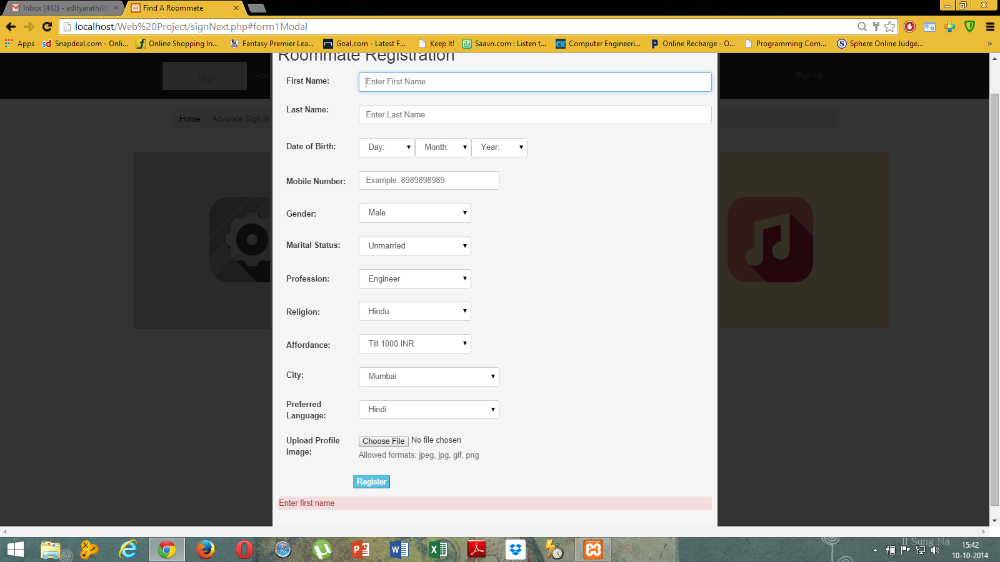 Inbox (442) - adityarathi95
Find A Roommate
localhost/Web%20Project/signNext.php#form1Modal
Apps
Snapdeal.com - Onli...
Online Shopping In...
Fantasy Premier Lea...
Goal.com - Latest F...
Keep It!
Saavn.com : Listen t...
Computer Engineeri...
Online Recharge - O...
Programming Com...
Sphere Online Judge...
»
Roommate Registration
Logo
Abo
Sign Up
Home / Advance Sign In
First Name:
Enter First Name
Last Name:
Enter Last Name
Date of Birth:
Day:
Month:
Year:
Mobile Number:
Example: 8989898989
Gender:
Male
Marital Status:
Unmarried
Profession:
Engineer
Religion:
Hindu
Affordance:
Till 1000 INR
City:
Mumbai
Preferred
Language:
Hindi
Upload Profile
Image:
Choose File No file chosen
Allowed formats: jpeg, jpg, gif, png
Register
Enter first name
Il Sung Na
15:42
10-10-2014